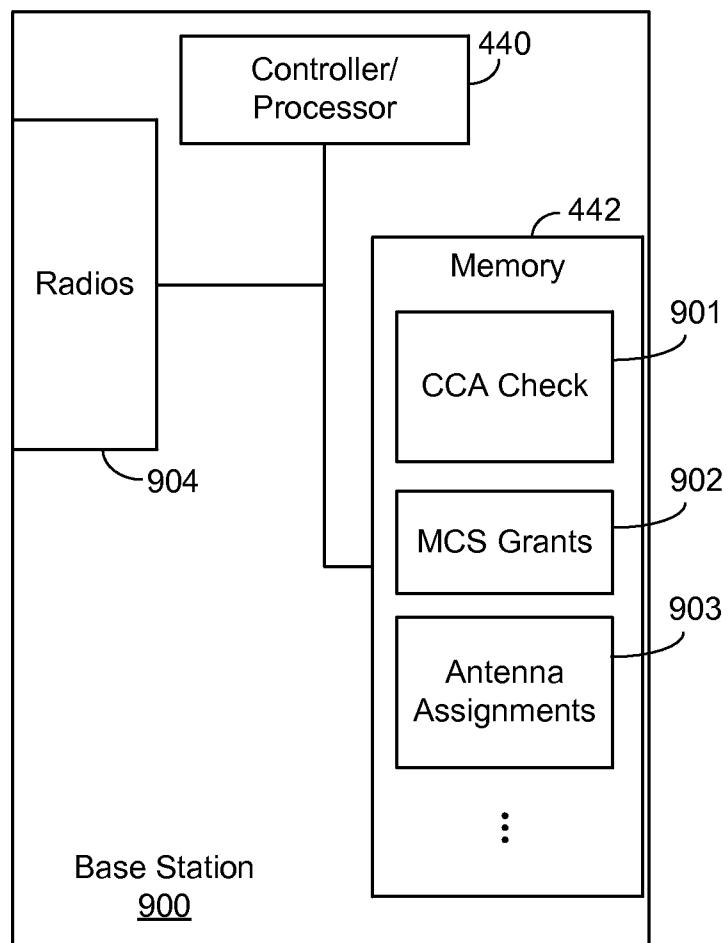 Controller/
Processor
440
Radios
904
442
Memory
CCA Check
901
MCS Grants
902
Antenna
Assignments
903
Base Station
900